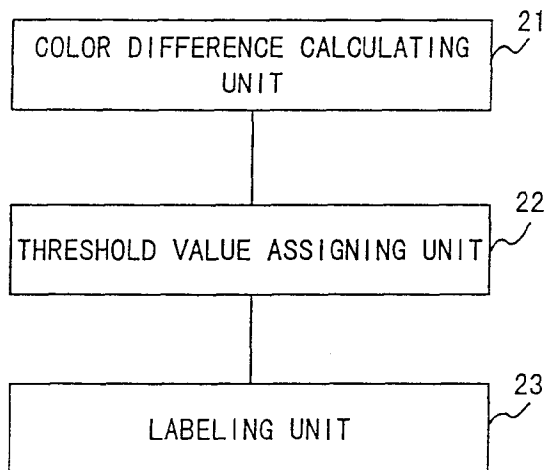 21
COLOR DIFFERENCE CALCULATING
UNIT
22
THRESHOLD VALUE ASSIGNING UNIT
23
LABELING UNIT